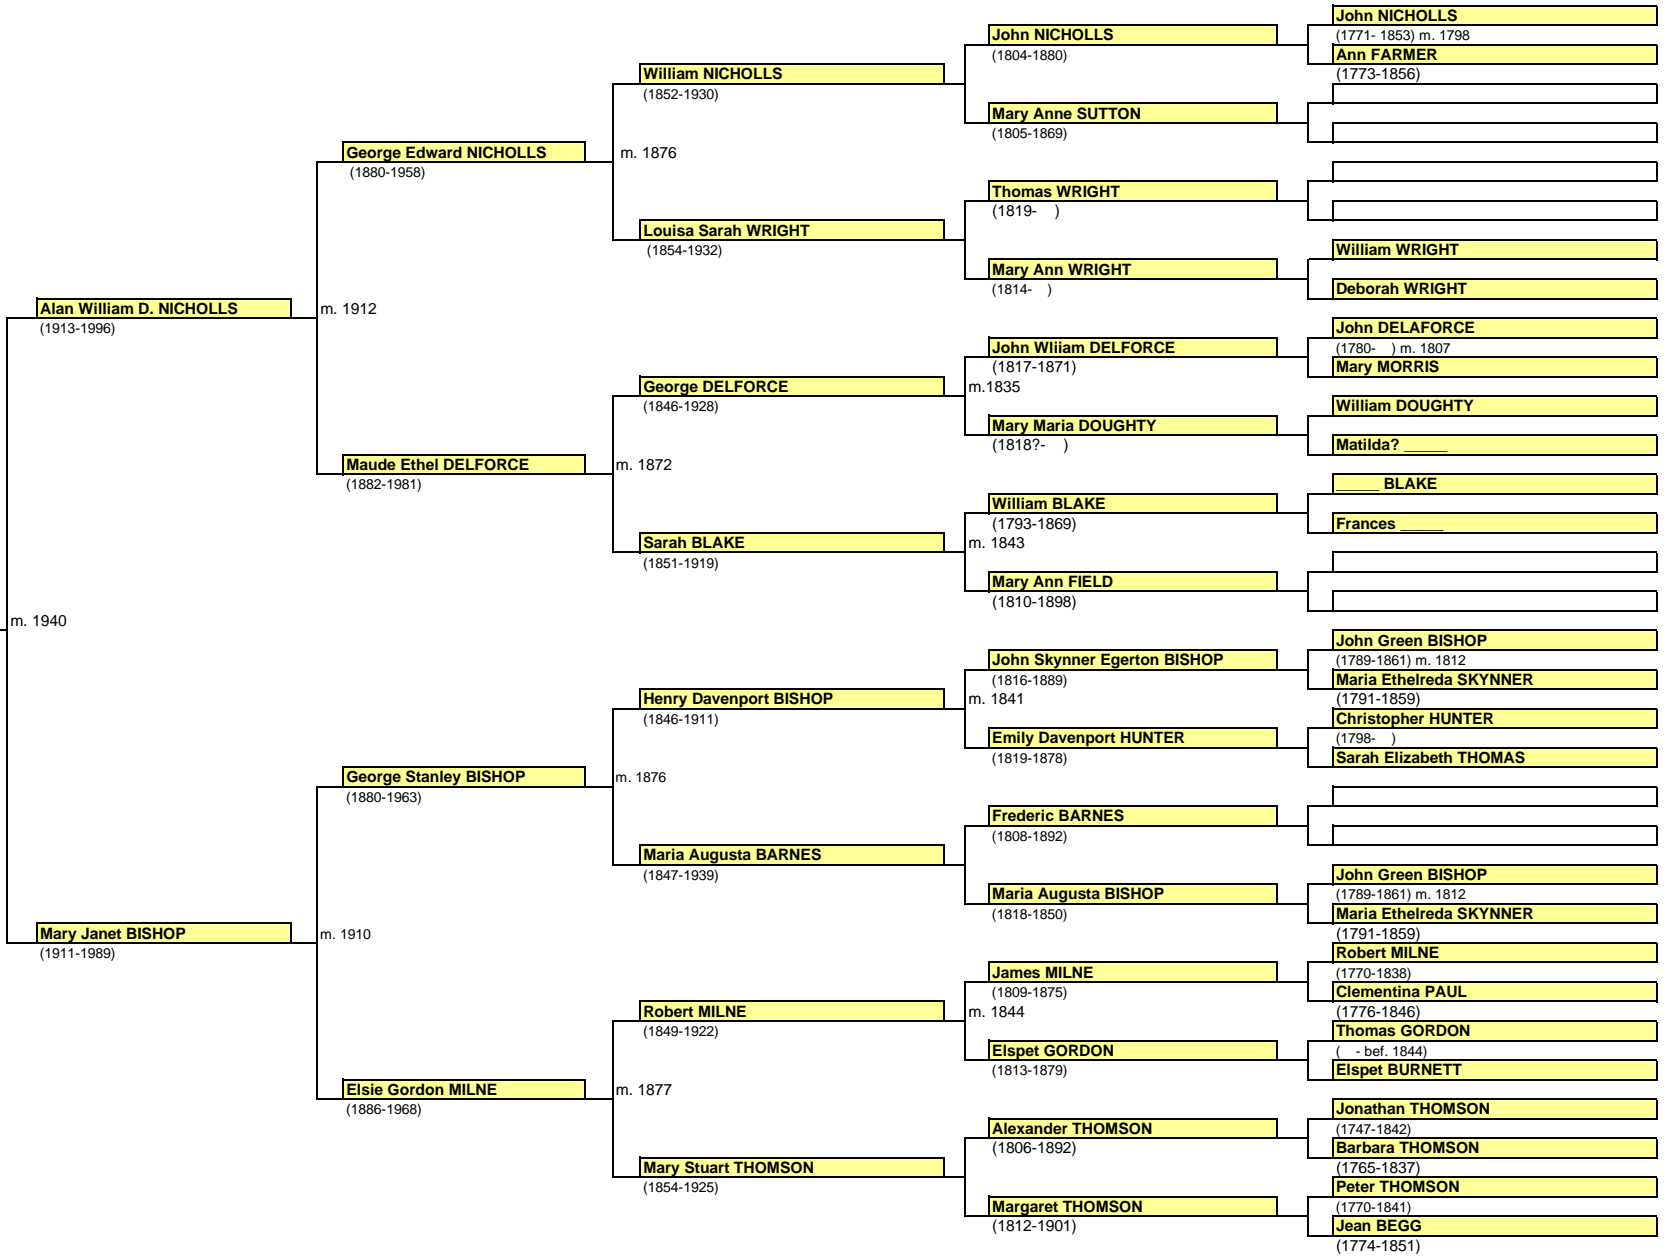 John NICHOLLS
(1771- 1853) m. 1798
John NICHOLLS
(1804-1880)
Ann FARMER
(1773-1856)
William NICHOLLS
(1852-1930)
Mary Anne SUTTON
(1805-1869)
George Edward NICHOLLS
(1880-1958)
m. 1876
Thomas WRIGHT
(1819-    )
Louisa Sarah WRIGHT
(1854-1932)
William WRIGHT
Mary Ann WRIGHT
(1814-    )
Deborah WRIGHT
Alan William D. NICHOLLS
(1913-1996)
m. 1912
John DELAFORCE
(1780-    ) m. 1807
John Wliiam DELFORCE
(1817-1871)
Mary MORRIS
George DELFORCE
(1846-1928)
m.1835
William DOUGHTY
Mary Maria DOUGHTY
(1818?-    )
Matilda? _____
Maude Ethel DELFORCE
(1882-1981)
m. 1872
_____ BLAKE
William BLAKE
(1793-1869)
Frances _____
Sarah BLAKE
(1851-1919)
m. 1843
Mary Ann FIELD
(1810-1898)
m. 1940
John Green BISHOP
(1789-1861) m. 1812
John Skynner Egerton BISHOP
(1816-1889)
Maria Ethelreda SKYNNER
(1791-1859)
Henry Davenport BISHOP
(1846-1911)
m. 1841
Christopher HUNTER
(1798-    )
Emily Davenport HUNTER
(1819-1878)
Sarah Elizabeth THOMAS
George Stanley BISHOP
(1880-1963)
m. 1876
Frederic BARNES
(1808-1892)
Maria Augusta BARNES
(1847-1939)
John Green BISHOP
(1789-1861) m. 1812
Maria Augusta BISHOP
(1818-1850)
Maria Ethelreda SKYNNER
(1791-1859)
Mary Janet BISHOP
(1911-1989)
m. 1910
Robert MILNE
(1770-1838)
James MILNE
(1809-1875)
Clementina PAUL
(1776-1846)
Robert MILNE
(1849-1922)
m. 1844
Thomas GORDON
(    - bef. 1844)
Elspet GORDON
(1813-1879)
Elspet BURNETT
Elsie Gordon MILNE
(1886-1968)
m. 1877
Jonathan THOMSON
(1747-1842)
Alexander THOMSON
(1806-1892)
Barbara THOMSON
(1765-1837)
Mary Stuart THOMSON
(1854-1925)
Peter THOMSON
(1770-1841)
Margaret THOMSON
(1812-1901)
Jean BEGG
(1774-1851)